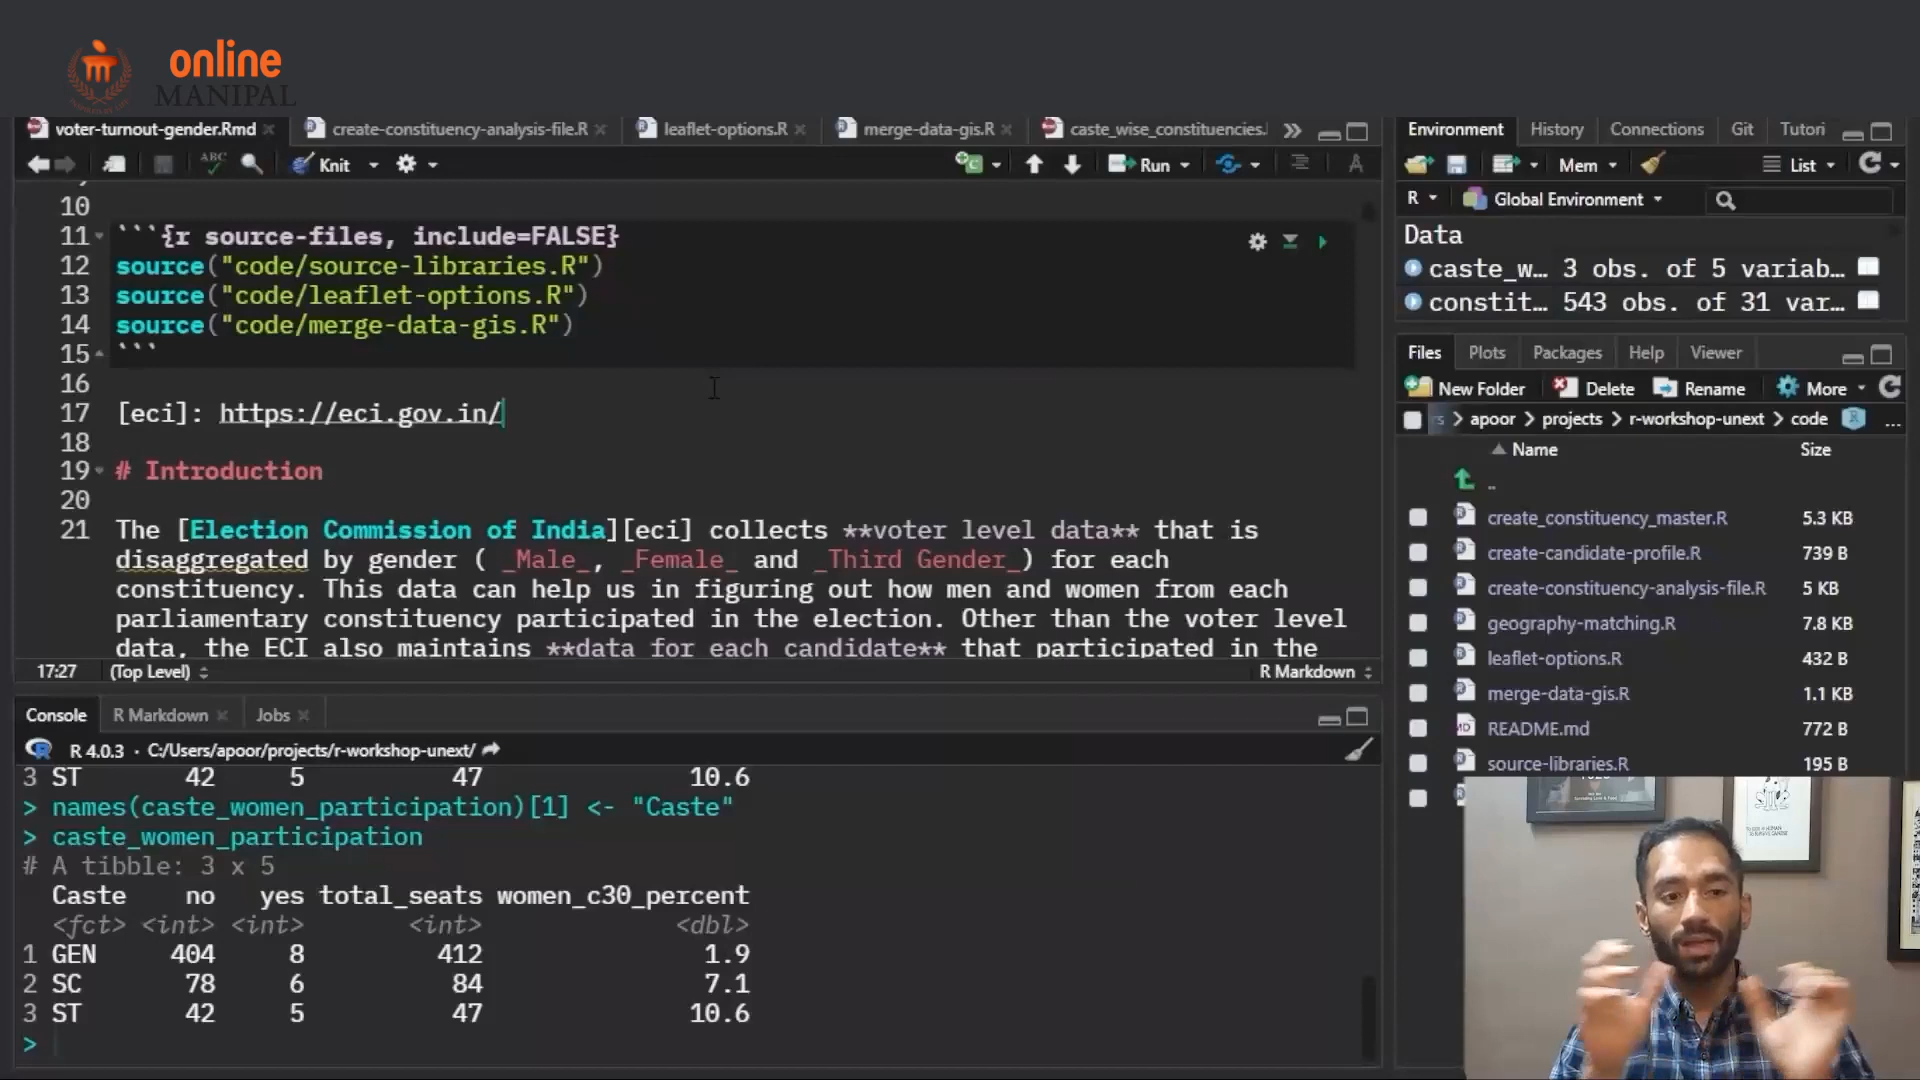 online
MANIPAL
voter-turnout-gender.Rmd
create-constituency-analysis-file.R
leaflet-options.R
merge-data-gis.R
caste_wise_constituencies.
ABC
Knit
Run
10
11 ```{r source-files, include=FALSE}
12 source("code/source-libraries.R")
13 source("code/leaflet-options.R")
14 source("code/merge-data-gis.R")
15 ```
16
17 [eci]: https://eci.gov.in/
18
19 # Introduction
20
21 The [Election Commission of India][eci] collects **voter level data** that is
disaggregated by gender ( _Male_, _Female_ and _Third Gender_) for each
constituency. This data can help us in figuring out how men and women from each
parliamentary constituency participated in the election. Other than the voter level
data, the ECI also maintains **data for each candidate** that participated in the
17:27 (Top Level) R Markdown
Console R Markdown Jobs
R 4.0.3 · C:/Users/apoor/projects/r-workshop-unext/
3 ST 42 5 47 10.6
> names(caste_women_participation)[1] <- "Caste"
> caste_women_participation
# A tibble: 3 x 5
Caste no yes total_seats women_c30_percent
<fct> <int> <int> <int> <dbl>
1 GEN 404 8 412 1.9
2 SC 78 6 84 7.1
3 ST 42 5 47 10.6
>
Environment History Connections Git Tutori
Mem List
R Global Environment
Data
caste_w… 3 obs. of 5 variab…
constit… 543 obs. of 31 var…
Files Plots Packages Help Viewer
New Folder Delete Rename More
apoor > projects > r-workshop-unext > code ...
Name Size
..
create_constituency_master.R 5.3 KB
create-candidate-profile.R 739 B
create-constituency-analysis-file.R 5 KB
geography-matching.R 7.8 KB
leaflet-options.R 432 B
merge-data-gis.R 1.1 KB
README.md 772 B
source-libraries.R 195 B